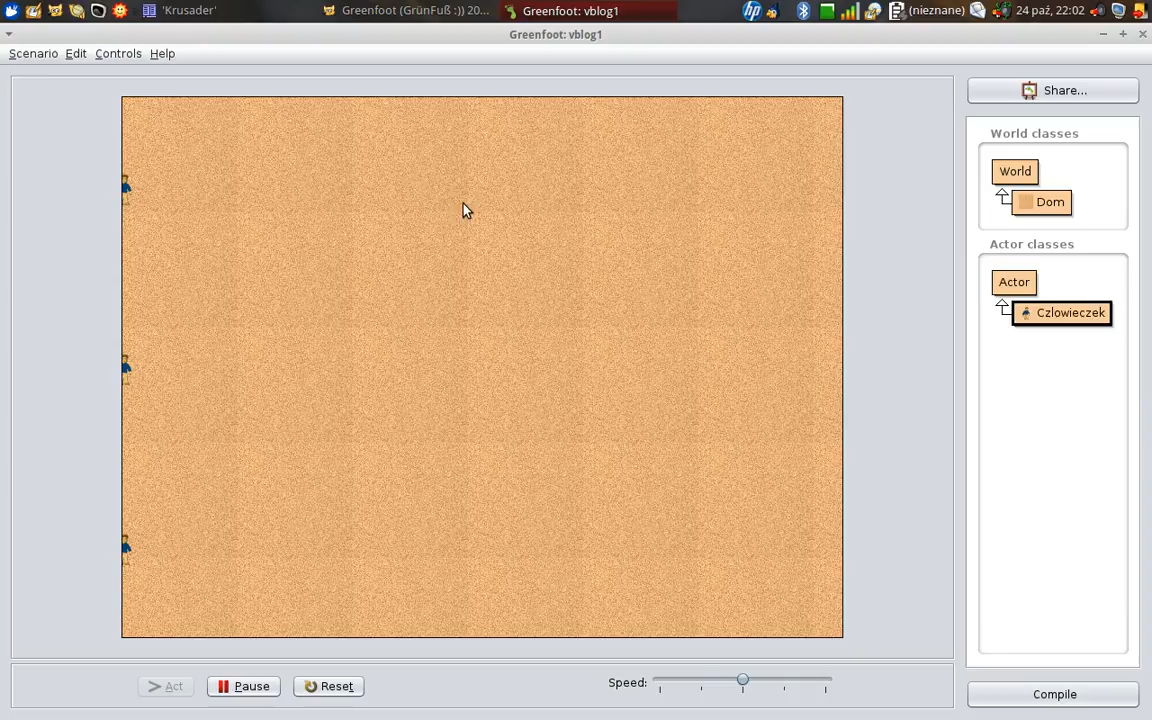 'Krusader'
Greenfoot (GrünFuß :)) 20...
Greenfoot: vblog1
(nieznane)
24 paź, 22:02
Greenfoot: vblog1
Scenario Edit Controls Help
Share...
World classes
World
Dom
Actor classes
Actor
Czlowieczek
Act
Pause
Reset
Speed:
Compile